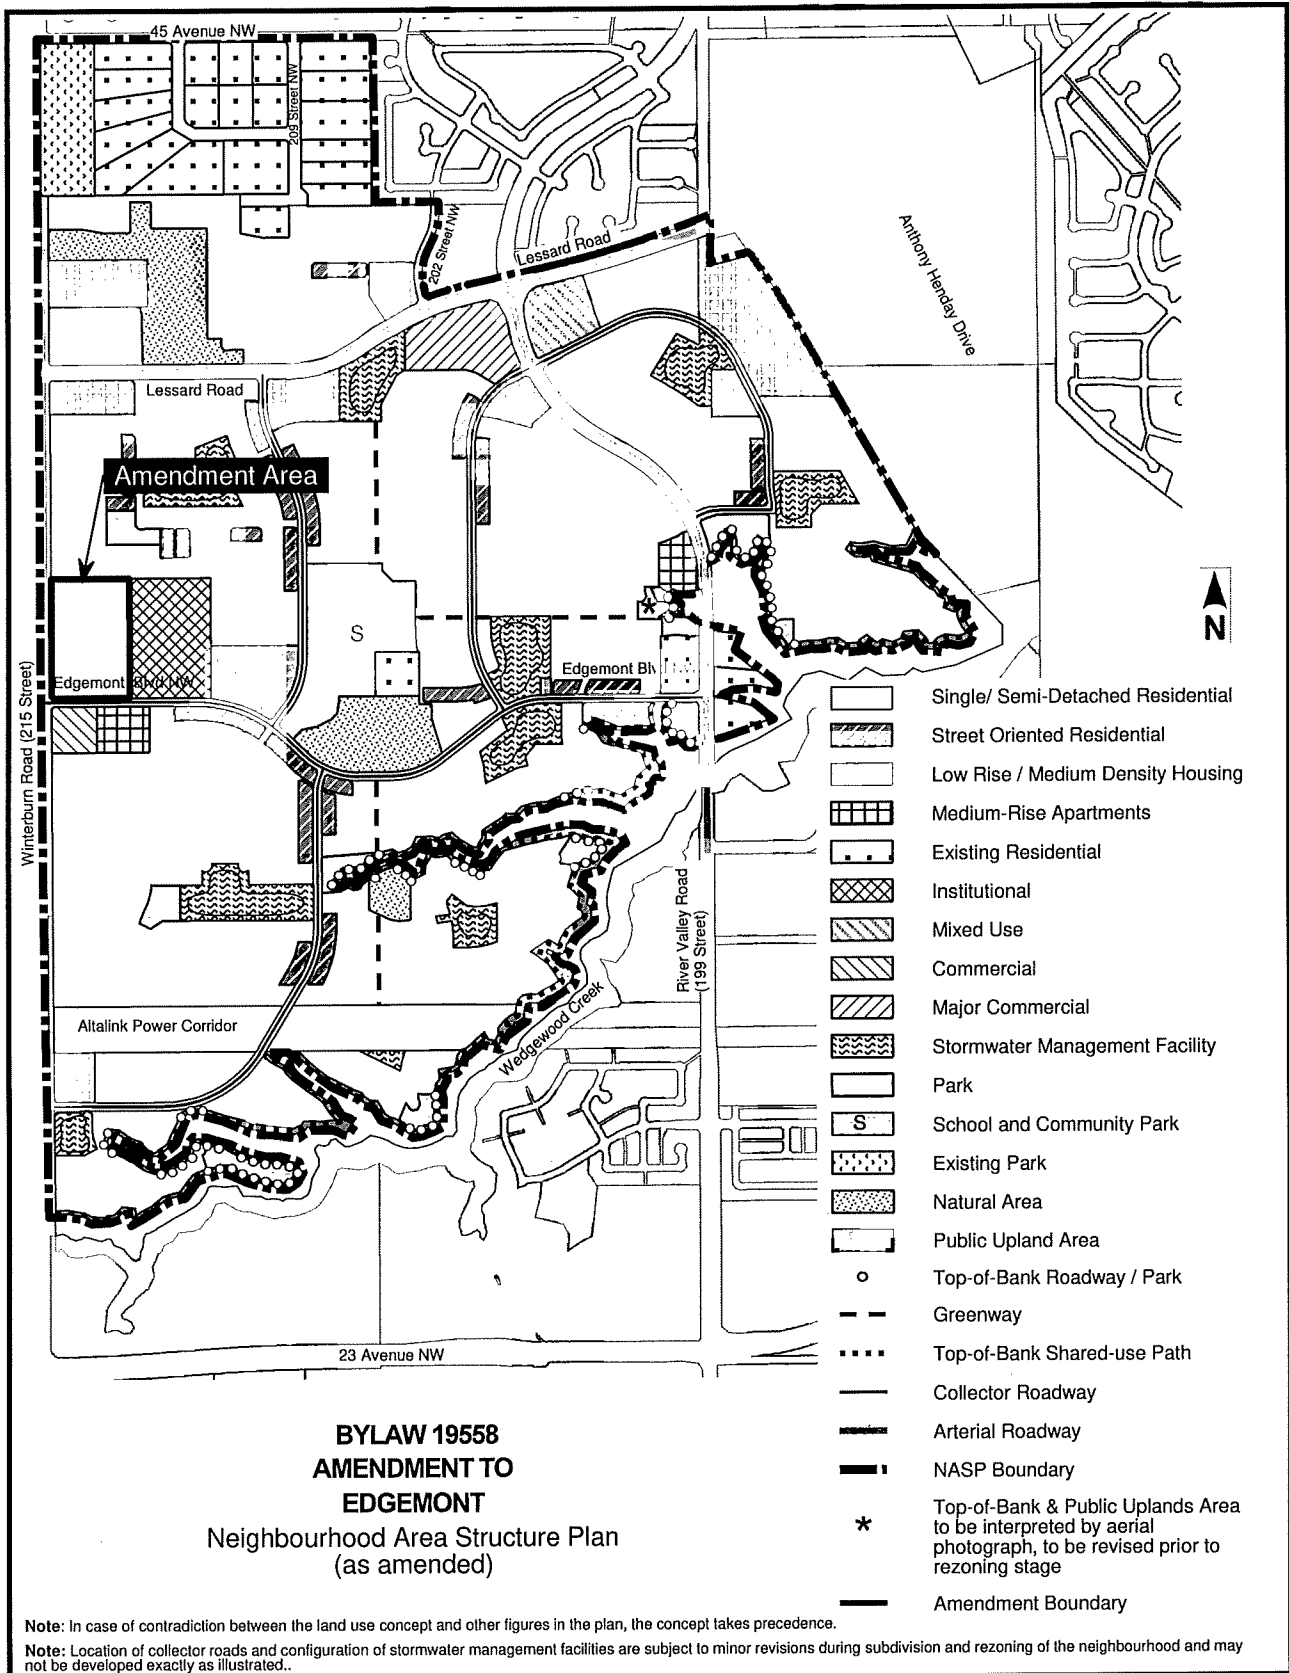 45 Avenue NW
209 Street NW
202 Street NW
Lessard Road
Anthony Henday Drive
Lessard Road
Amendment Area
S
Edgemont Blvd NW
Edgemont Blv
Winterburn Road (215 Street)
River Valley Road
(199 Street)
Altalink Power Corridor
Wedgewood Creek
23 Avenue NW
N
Single/ Semi-Detached Residential
Street Oriented Residential
Low Rise / Medium Density Housing
Medium-Rise Apartments
Existing Residential
Institutional
Mixed Use
Commercial
Major Commercial
Stormwater Management Facility
Park
S School and Community Park
Existing Park
Natural Area
Public Upland Area
Top-of-Bank Roadway / Park
Greenway
Top-of-Bank Shared-use Path
Collector Roadway
Arterial Roadway
NASP Boundary
Top-of-Bank & Public Uplands Area
* to be interpreted by aerial
photograph, to be revised prior to
rezoning stage
Amendment Boundary
BYLAW 19558
AMENDMENT TO
EDGEMONT
Neighbourhood Area Structure Plan
(as amended)
Note: In case of contradiction between the land use concept and other figures in the plan, the concept takes precedence.
Note: Location of collector roads and configuration of stormwater management facilities are subject to minor revisions during subdivision and rezoning of the neighbourhood and may
not be developed exactly as illustrated..